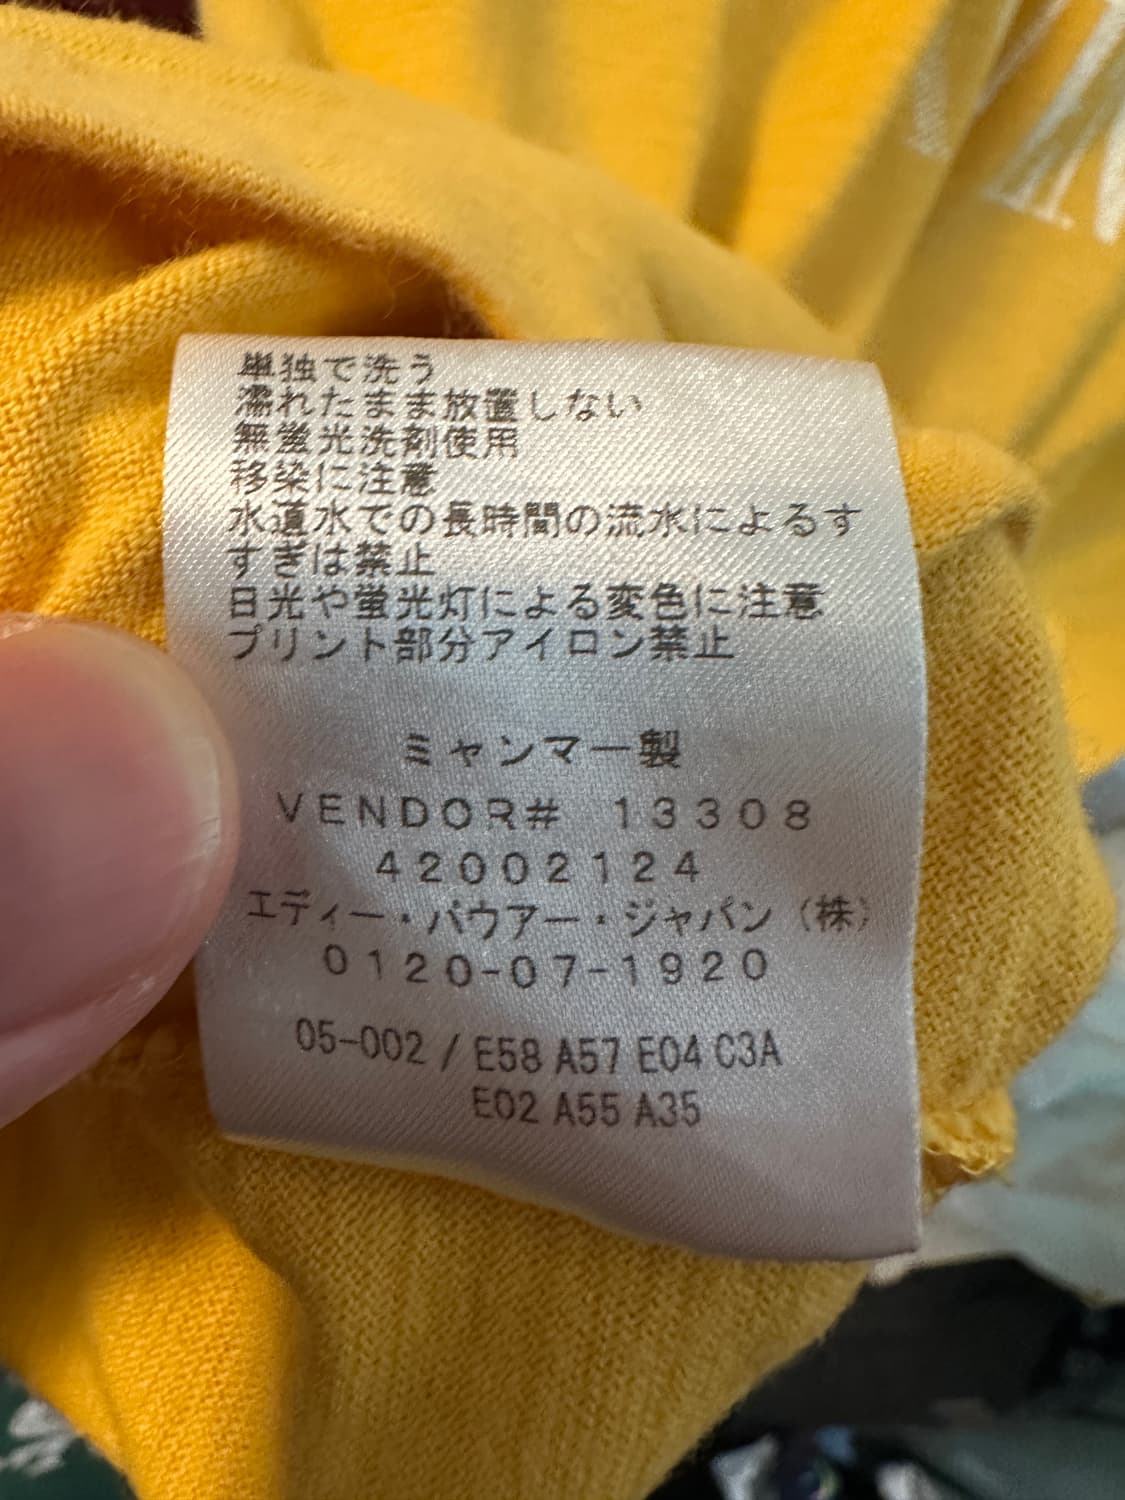 単独で洗う
濡れたまま放置しない
無蛍光洗剤使用
移染に注意
水道水での長時間の流水によるす
すぎは禁止
日光や蛍光灯による変色に注意
プリント部分アイロン禁止
ミャンマー製
VENDOR# 13308
42002124
エディー・バウアー・ジャパン（株）
0120-07-1920
05-002 / E58 A57 E04 C3A
E02 A55 A35